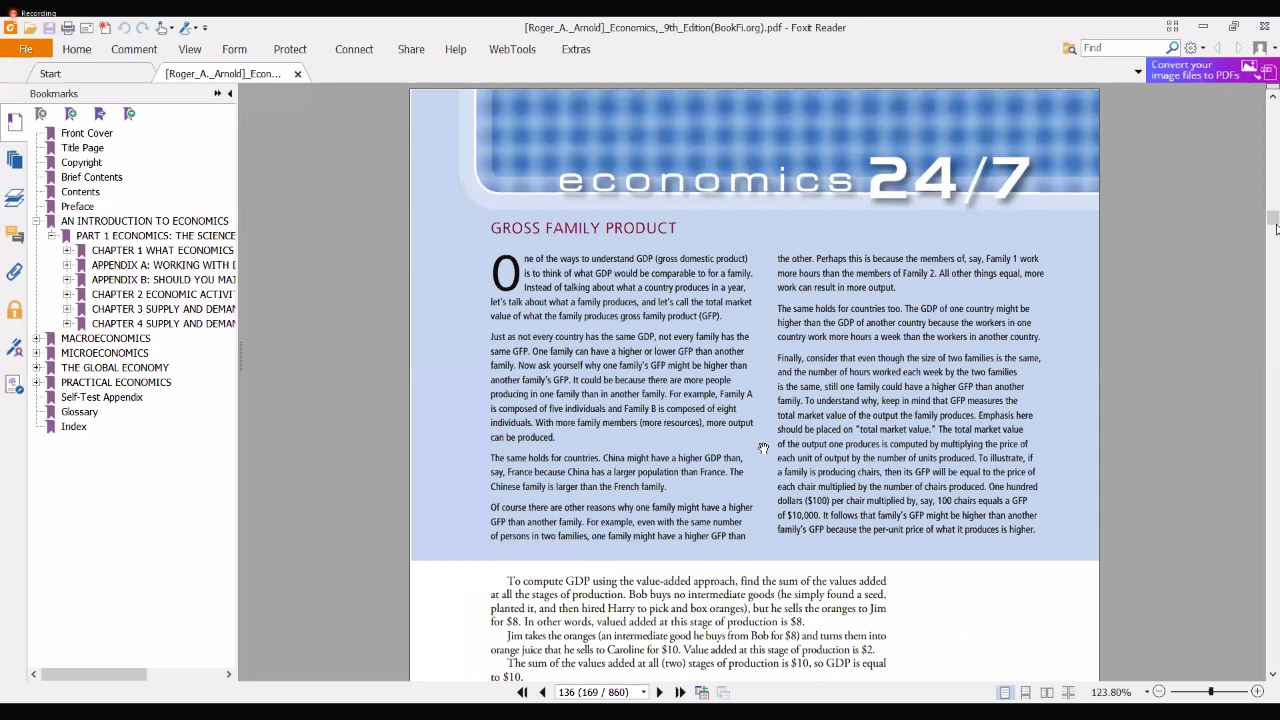 Recording
[Roger_A._Arnold]_Economics,_9th_Edition(BookFi.org).pdf - Foxit Reader
File Home Comment View Form Protect Connect Share Help WebTools Extras
Find
Start
[Roger_A._Arnold]_Econ...
Convert your
image files to PDFs
Bookmarks
Front Cover
Title Page
Copyright
Brief Contents
Contents
Preface
AN INTRODUCTION TO ECONOMICS
PART 1 ECONOMICS: THE SCIENCE
CHAPTER 1 WHAT ECONOMICS
APPENDIX A: WORKING WITH D
APPENDIX B: SHOULD YOU MAJ
CHAPTER 2 ECONOMIC ACTIVI
CHAPTER 3 SUPPLY AND DEMAN
CHAPTER 4 SUPPLY AND DEMAN
MACROECONOMICS
MICROECONOMICS
THE GLOBAL ECONOMY
PRACTICAL ECONOMICS
Self-Test Appendix
Glossary
Index
economics 24/7
GROSS FAMILY PRODUCT
One of the ways to understand GDP (gross domestic product)
is to think of what GDP would be comparable to for a family.
Instead of talking about what a country produces in a year,
let's talk about what a family produces, and let's call the total market
value of what the family produces gross family product (GFP).
Just as not every country has the same GDP, not every family has the
same GFP. One family can have a higher or lower GFP than another
family. Now ask yourself why one family's GFP might be higher than
another family's GFP. It could be because there are more people
producing in one family than in another family. For example, Family A
is composed of five individuals and Family B is composed of eight
individuals. With more family members (more resources), more output
can be produced.
The same holds for countries. China might have a higher GDP than,
say, France because China has a larger population than France. The
Chinese family is larger than the French family.
Of course there are other reasons why one family might have a higher
GFP than another family. For example, even with the same number
of persons in two families, one family might have a higher GFP than
the other. Perhaps this is because the members of, say, Family 1 work
more hours than the members of Family 2. All other things equal, more
work can result in more output.
The same holds for countries too. The GDP of one country might be
higher than the GDP of another country because the workers in one
country work more hours a week than the workers in another country.
Finally, consider that even though the size of two families is the same,
and the number of hours worked each week by the two families
is the same, still one family could have a higher GFP than another
family. To understand why, keep in mind that GFP measures the
total market value of the output the family produces. Emphasis here
should be placed on "total market value." The total market value
of the output one produces is computed by multiplying the price of
each unit of output by the number of units produced. To illustrate, if
a family is producing chairs, then its GFP will be equal to the price of
each chair multiplied by the number of chairs produced. One hundred
dollars ($100) per chair multiplied by, say, 100 chairs equals a GFP
of $10,000. It follows that family's GFP might be higher than another
family's GFP because the per-unit price of what it produces is higher.
To compute GDP using the value-added approach, find the sum of the values added
at all the stages of production. Bob buys no intermediate goods (he simply found a seed,
planted it, and then hired Harry to pick and box oranges), but he sells the oranges to Jim
for $8. In other words, valued added at this stage of production is $8.
Jim takes the oranges (an intermediate good he buys from Bob for $8) and turns them into
orange juice that he sells to Caroline for $10. Value added at this stage of production is $2.
The sum of the values added at all (two) stages of production is $10, so GDP is equal
to $10.
136 (169 / 860)
123.80%